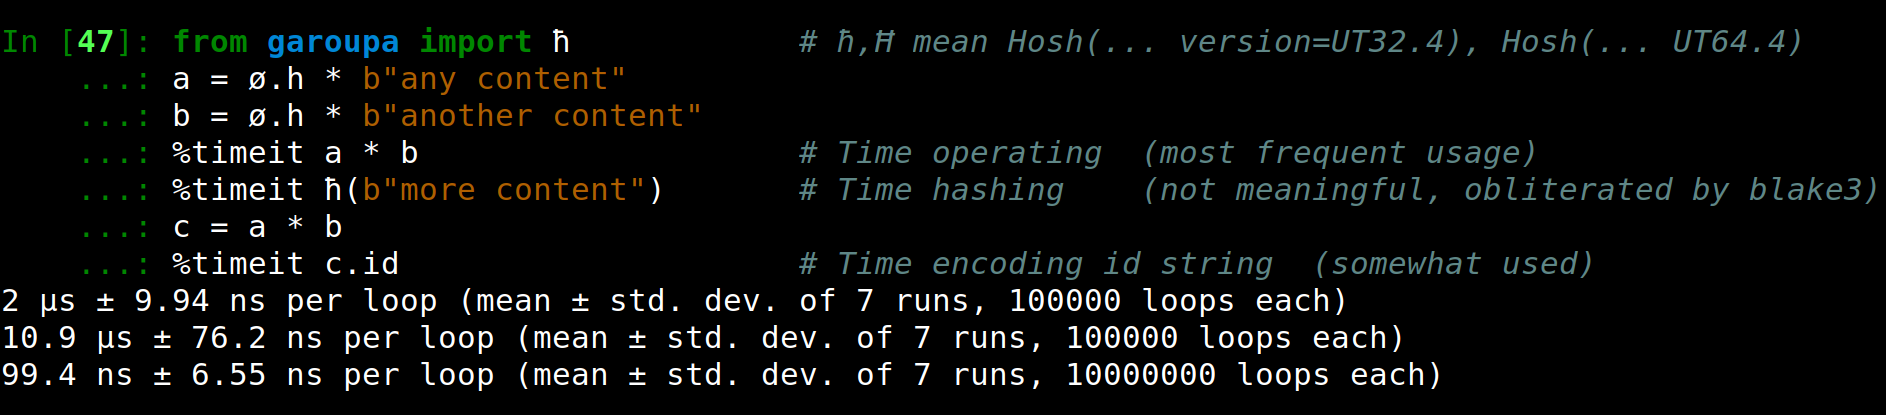 In [47]: from garoupa import ħ            # ħ,Ħ mean Hosh(... version=UT32.4), Hosh(... UT64.4)
    ...: a = ø.h * b"any content"
    ...: b = ø.h * b"another content"
    ...: %timeit a * b                    # Time operating  (most frequent usage)
    ...: %timeit ħ(b"more content")       # Time hashing    (not meaningful, obliterated by blake3)
    ...: c = a * b
    ...: %timeit c.id                     # Time encoding id string  (somewhat used)
2 µs ± 9.94 ns per loop (mean ± std. dev. of 7 runs, 100000 loops each)
10.9 µs ± 76.2 ns per loop (mean ± std. dev. of 7 runs, 100000 loops each)
99.4 ns ± 6.55 ns per loop (mean ± std. dev. of 7 runs, 10000000 loops each)